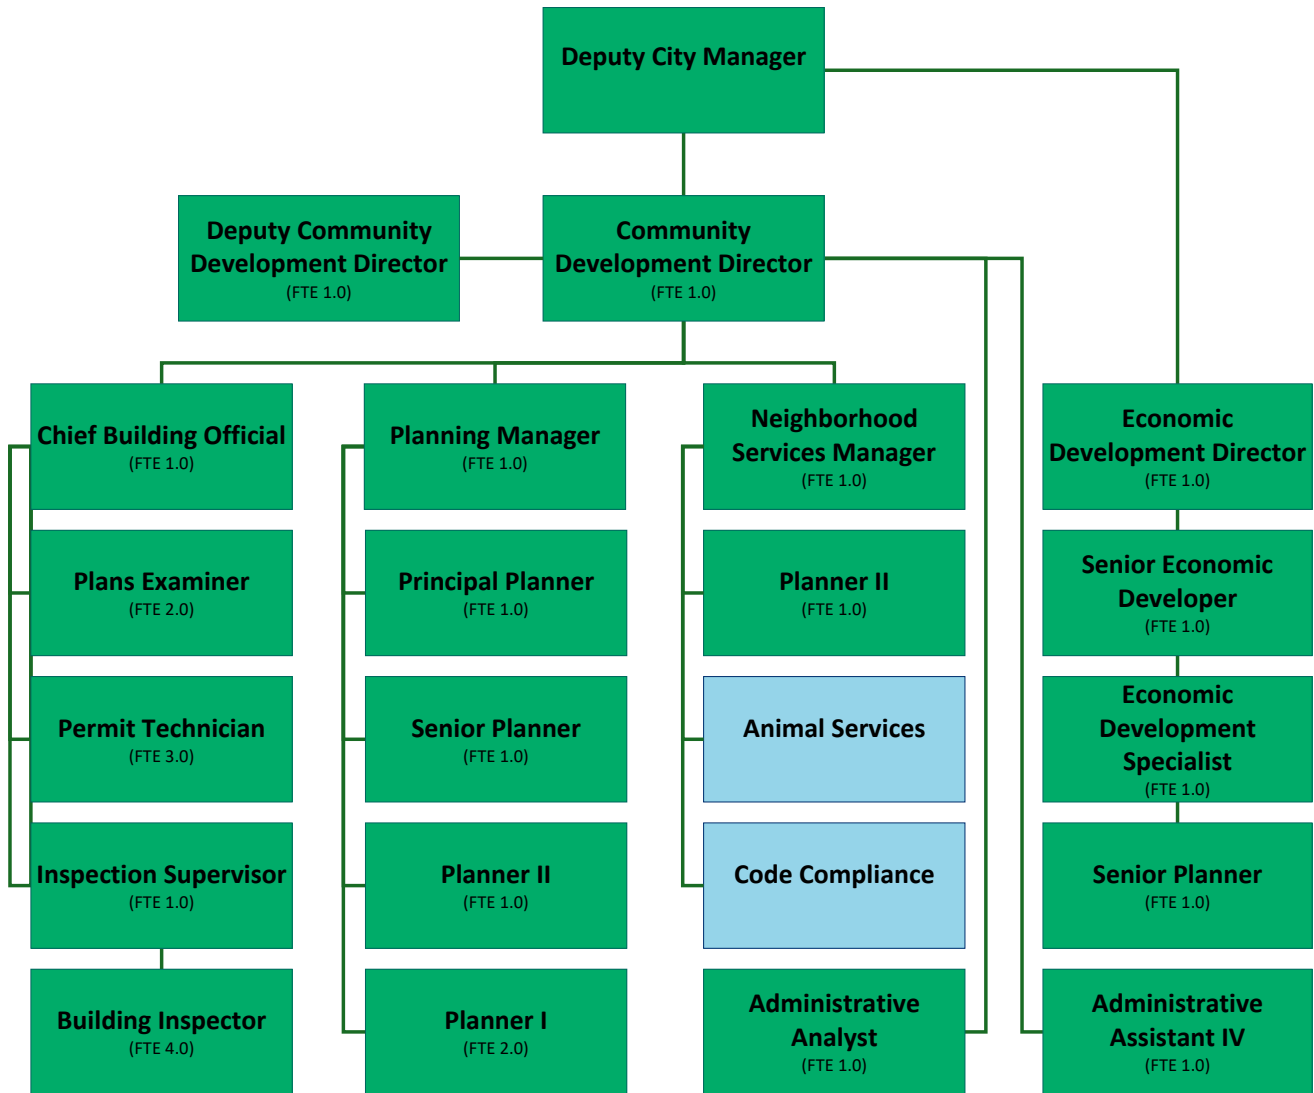 Deputy City Manager
Deputy Community
Development Director
(FTE 1.0)
Community
Development Director
(FTE 1.0)
Chief Building Official
(FTE 1.0)
Planning Manager
(FTE 1.0)
Neighborhood
Services Manager
(FTE 1.0)
Economic
Development Director
(FTE 1.0)
Plans Examiner
(FTE 2.0)
Principal Planner
(FTE 1.0)
Planner II
(FTE 1.0)
Senior Economic
Developer
(FTE 1.0)
Permit Technician
(FTE 3.0)
Senior Planner
(FTE 1.0)
Animal Services
Economic
Development
Specialist
(FTE 1.0)
Inspection Supervisor
(FTE 1.0)
Planner II
(FTE 1.0)
Code Compliance
Senior Planner
(FTE 1.0)
Building Inspector
(FTE 4.0)
Planner I
(FTE 2.0)
Administrative
Analyst
(FTE 1.0)
Administrative
Assistant IV
(FTE 1.0)